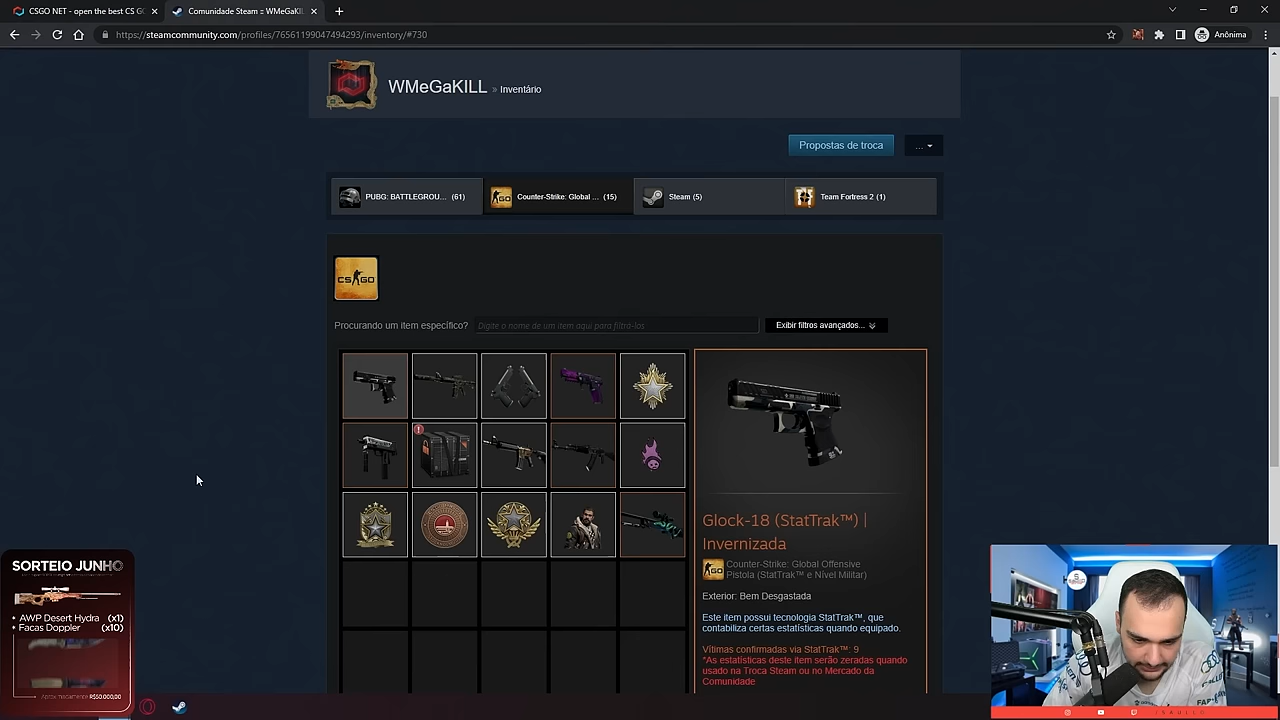 CSGO NET - open the best CS G
Comunidade Steam :: WMeGaKIL
https://steamcommunity.com/profiles/76561199047494293/inventory/#730
Anônima
WMeGaKILL » Inventário
Propostas de troca
...
PUBG: BATTLEGROU... (61)
Counter-Strike: Global ... (15)
Steam (5)
Team Fortress 2 (1)
CS GO
Procurando um item específico?
Digite o nome de um item aqui para filtrá-los
Exibir filtros avançados...
Glock-18 (StatTrak™) |
Invernizada
Counter-Strike: Global Offensive
Pistola (StatTrak™ e Nível Militar)
Exterior: Bem Desgastada
Este item possui tecnologia StatTrak™, que
contabiliza certas estatísticas quando equipado.
Vítimas confirmadas via StatTrak™: 9
*As estatísticas deste item serão zeradas quando
usado na Troca Steam ou no Mercado da
Comunidade
SORTEIO JUNHO
• AWP Desert Hydra (x1)
• Facas Doppler (x10)